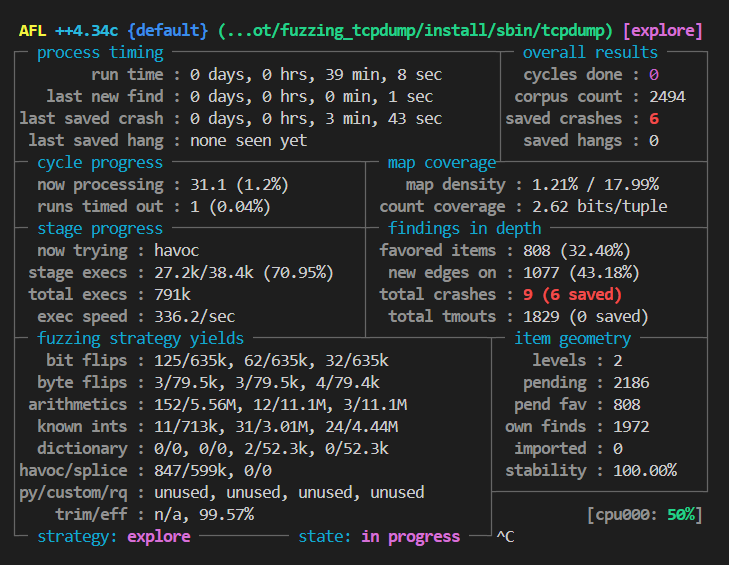 AFL ++4.34c {default} (...ot/fuzzing_tcpdump/install/sbin/tcpdump) [explore]
process timing overall results
run time : 0 days, 0 hrs, 39 min, 8 sec cycles done : 0
last new find : 0 days, 0 hrs, 0 min, 1 sec corpus count : 2494
last saved crash : 0 days, 0 hrs, 3 min, 43 sec saved crashes : 6
last saved hang : none seen yet saved hangs : 0
cycle progress map coverage
now processing : 31.1 (1.2%) map density : 1.21% / 17.99%
runs timed out : 1 (0.04%) count coverage : 2.62 bits/tuple
stage progress findings in depth
now trying : havoc favored items : 808 (32.40%)
stage execs : 27.2k/38.4k (70.95%) new edges on : 1077 (43.18%)
total execs : 791k total crashes : 9 (6 saved)
exec speed : 336.2/sec total tmouts : 1829 (0 saved)
fuzzing strategy yields item geometry
bit flips : 125/635k, 62/635k, 32/635k levels : 2
byte flips : 3/79.5k, 3/79.5k, 4/79.4k pending : 2186
arithmetics : 152/5.56M, 12/11.1M, 3/11.1M pend fav : 808
known ints : 11/713k, 31/3.01M, 24/4.44M own finds : 1972
dictionary : 0/0, 0/0, 2/52.3k, 0/52.3k imported : 0
havoc/splice : 847/599k, 0/0 stability : 100.00%
py/custom/rq : unused, unused, unused, unused
trim/eff : n/a, 99.57% [cpu000: 50%]
strategy: explore state: in progress ^C